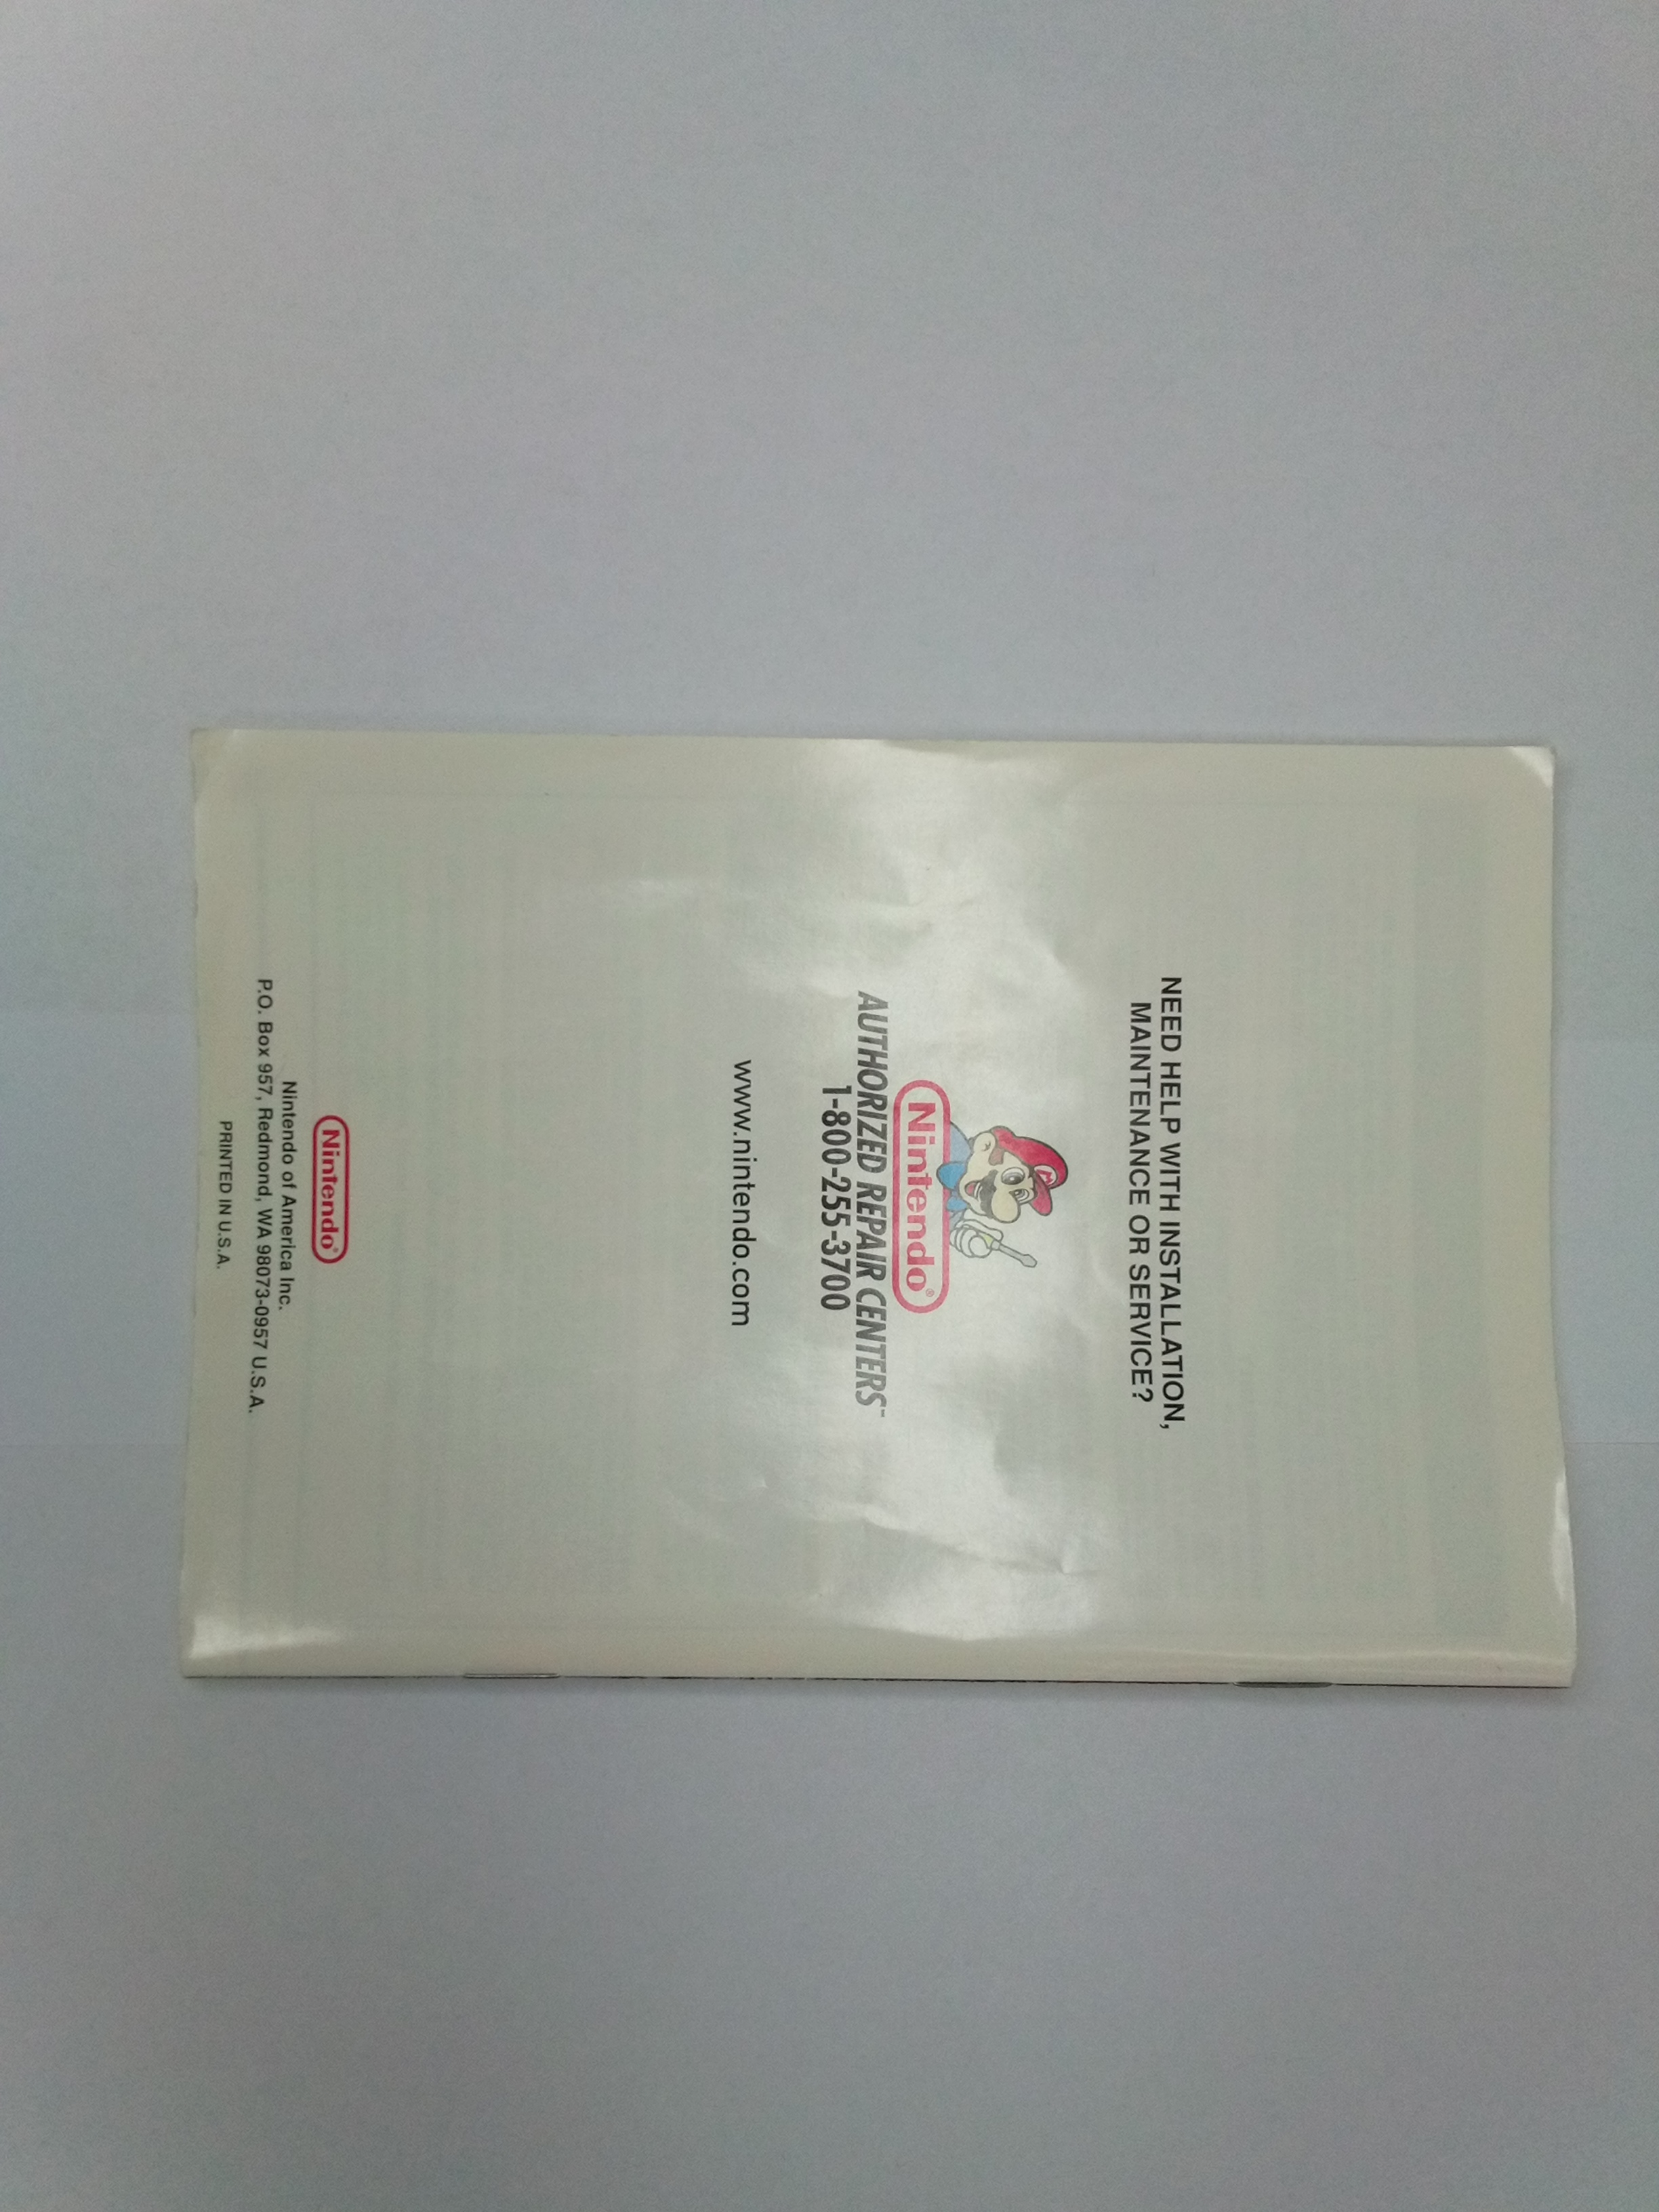 NEED HELP WITH INSTALLATION,
MAINTENANCE OR SERVICE?
M
Nintendo®
AUTHORIZED REPAIR CENTERS™
1-800-255-3700
www.nintendo.com
Nintendo®
Nintendo of America Inc.
P.O. Box 957, Redmond, WA 98073-0957 U.S.A.
PRINTED IN U.S.A.